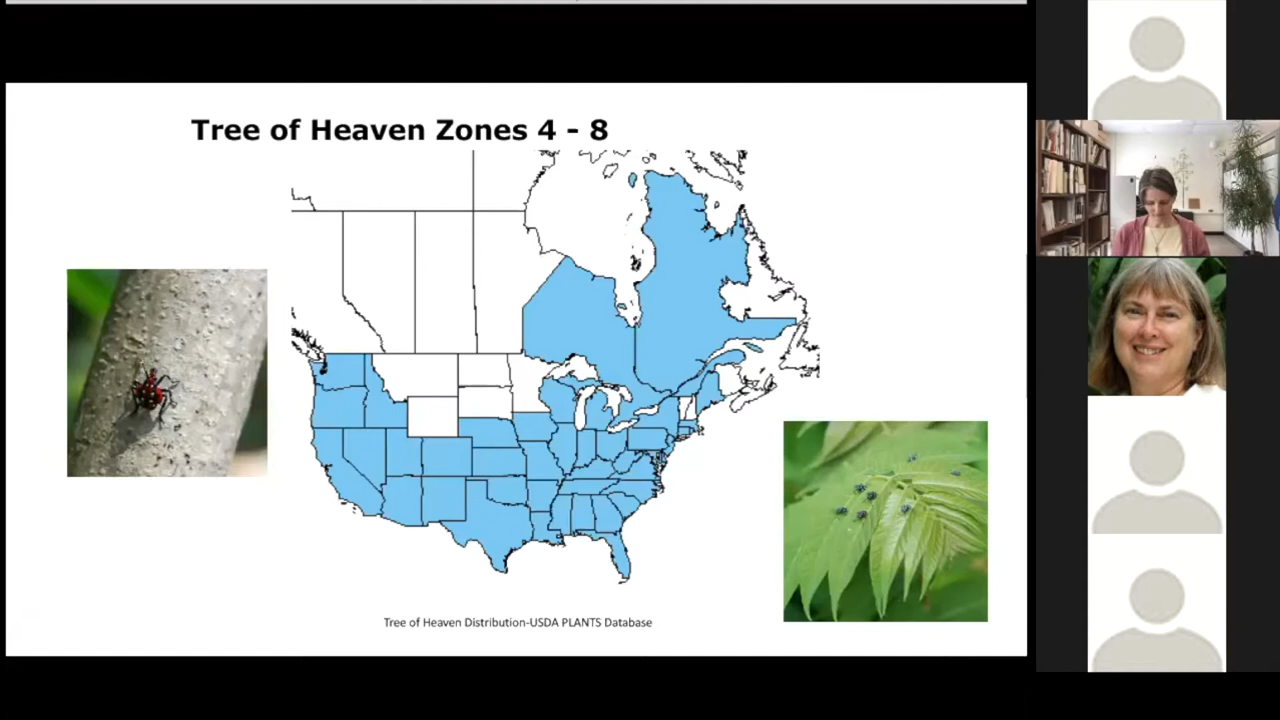 Tree of Heaven Zones 4 - 8
Tree of Heaven Distribution-USDA PLANTS Database